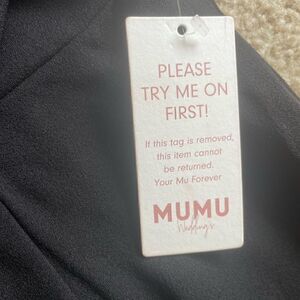 PLEASE
TRY ME ON
FIRST!
If this tag is removed,
this item cannot
be returned.
Your Mu Forever
MUMU
Weddings